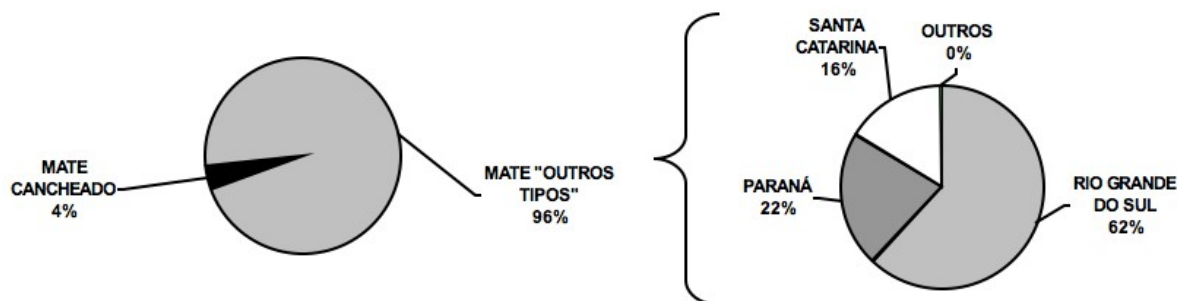 MATE
CANCHEADO
4%
MATE "OUTROS
TIPOS"
96%
SANTA
CATARINA
16%
OUTROS
0%
PARANÁ
22%
RIO GRANDE
DO SUL
62%